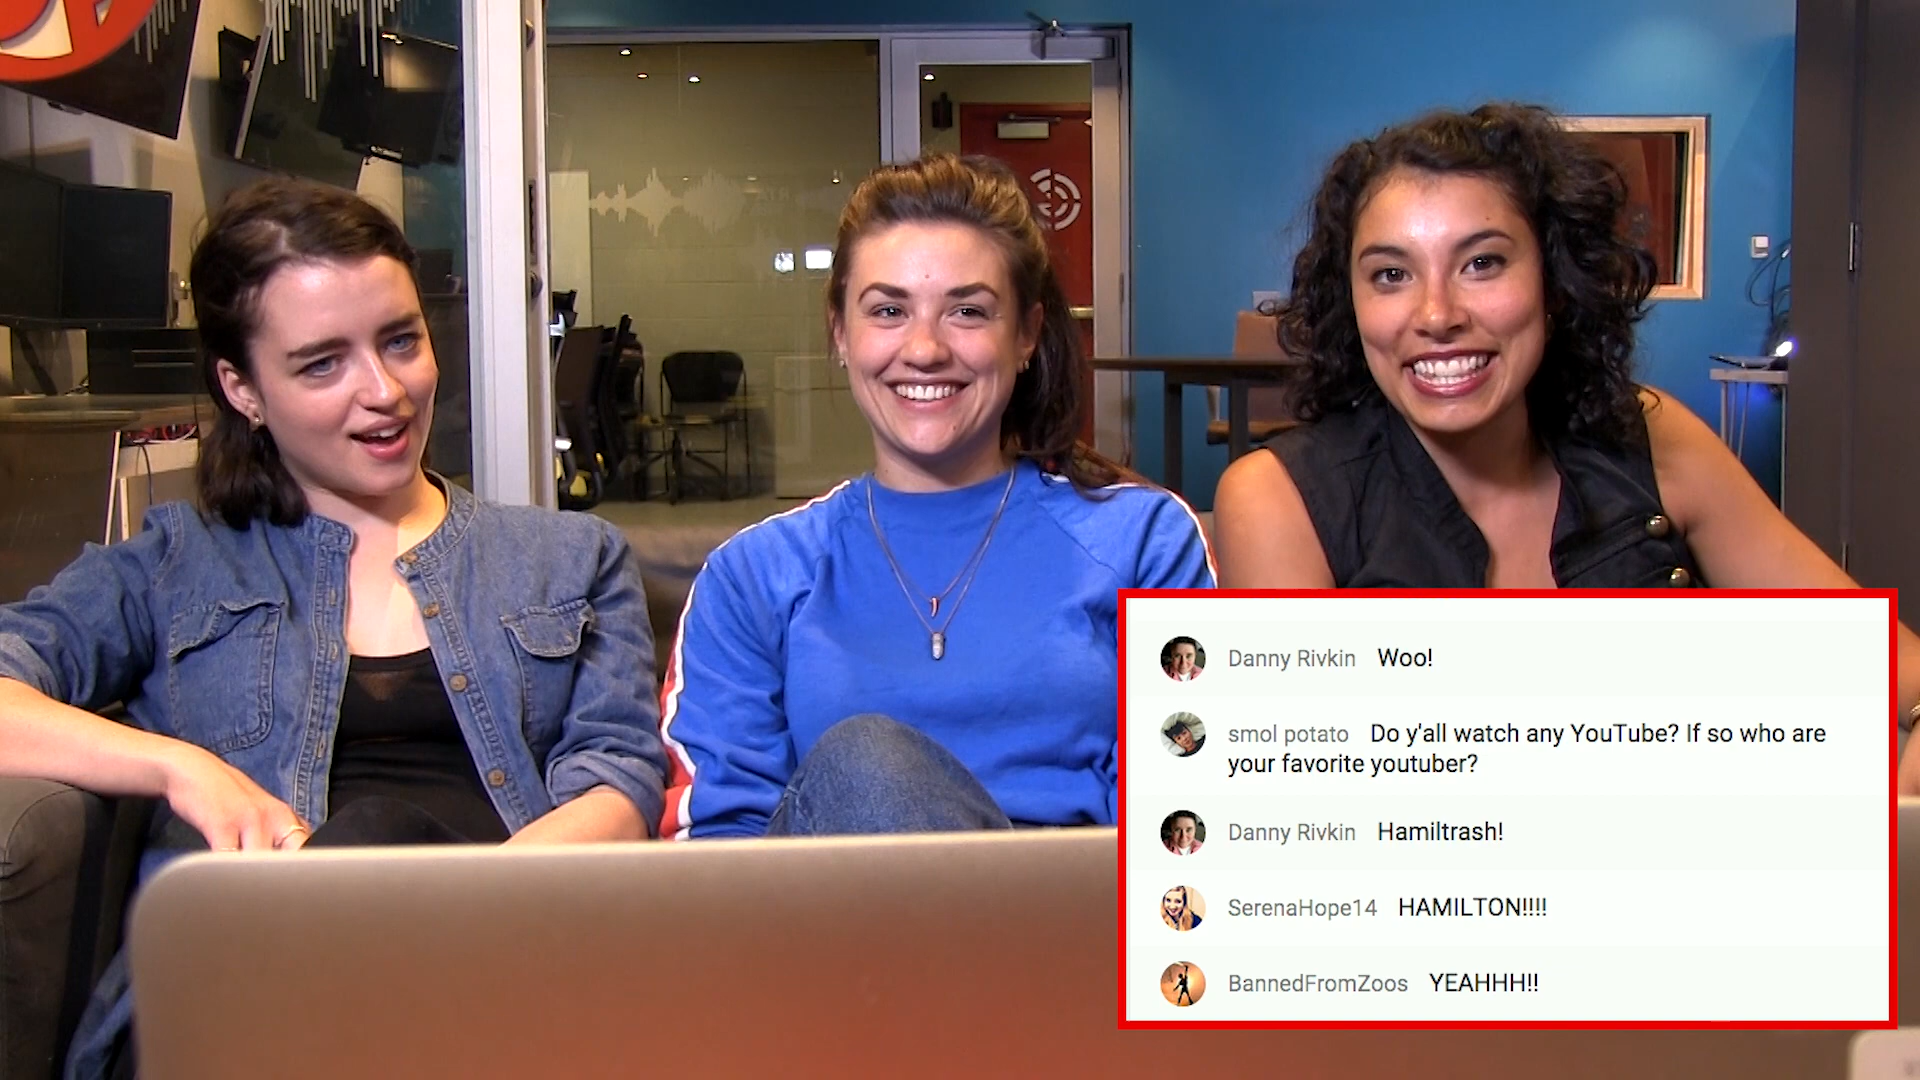 Danny Rivkin Woo!
smol potato Do y'all watch any YouTube? If so who are
your favorite youtuber?
Danny Rivkin Hamiltrash!
SerenaHope14 HAMILTON!!!!
BannedFromZoos YEAHHH!!